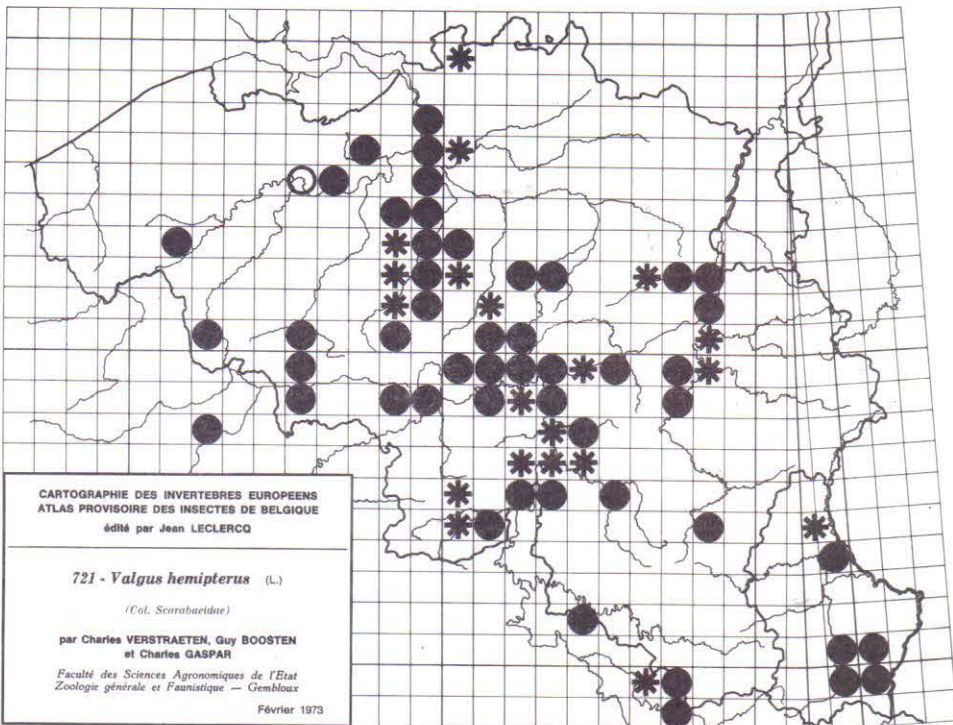 CARTOGRAPHIE DES INVERTEBRES EUROPEENS
ATLAS PROVISOIRE DES INSECTES DE BELGIQUE
édité par Jean LECLERCQ
721 - Valgus hemipterus (L.)
(Col. Scarabaeidae)
par Charles VERSTRAETEN, Guy BOOSTEN
et Charles GASPAR
Faculté des Sciences Agronomiques de l'Etat
Zoologie générale et Faunistique — Gembloux
Février 1973